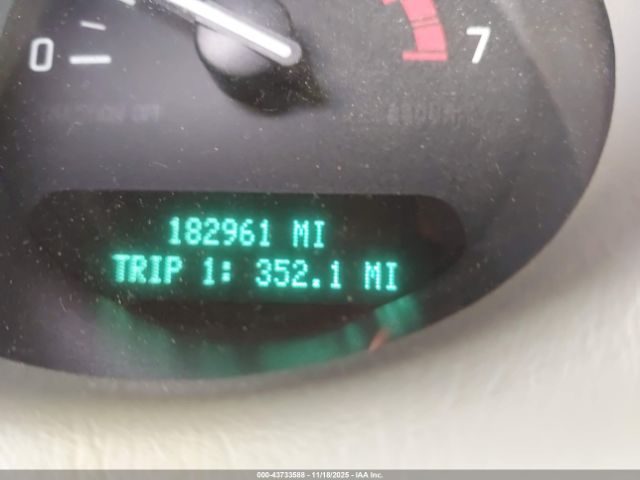 0
7
182961 MI
TRIP 1: 352.1 MI
000-43733588 - 11/18/2025 - IAA Inc.